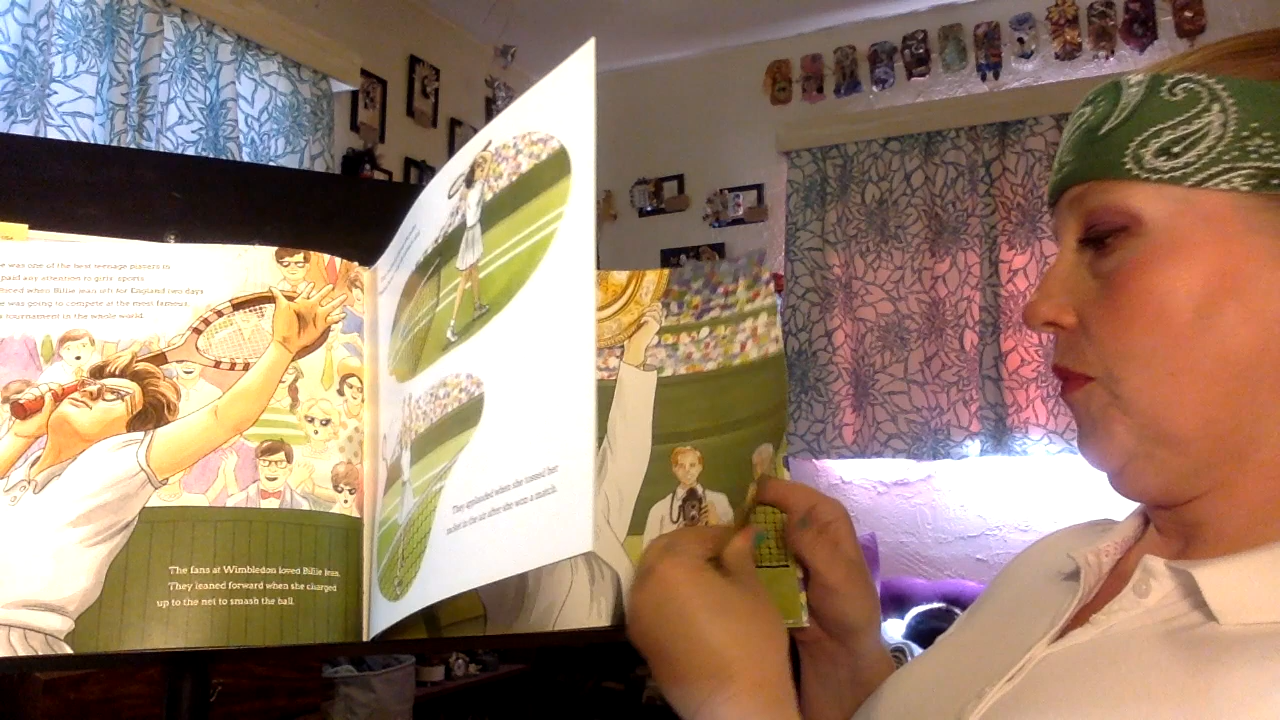 was one of the best teenage players in
paid any attention to girls' sports
when Billie Jean left for England two days
was going to compete at the most famous
tournament in the whole world.
The fans at Wimbledon loved Billie Jean.
They leaned forward when she charged
up to the net to smash the ball.
They applauded when she tossed her
racket in the air after she won a match.